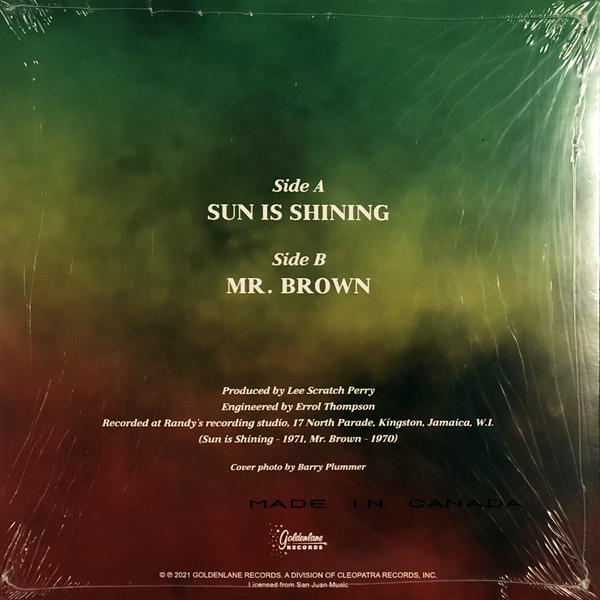 Side A
SUN IS SHINING
Side B
MR. BROWN
Produced by Lee Scratch Perry
Engineered by Errol Thompson
Recorded at Randy's recording studio, 17 North Parade, Kingston, Jamaica, W.I.
(Sun is Shining - 1971, Mr. Brown - 1970)
Cover photo by Barry Plummer
MADE IN CANADA
Goldenlane
RECORDS
© ℗ 2021 GOLDENLANE RECORDS. A DIVISION OF CLEOPATRA RECORDS, INC.
Licensed from San Juan Music